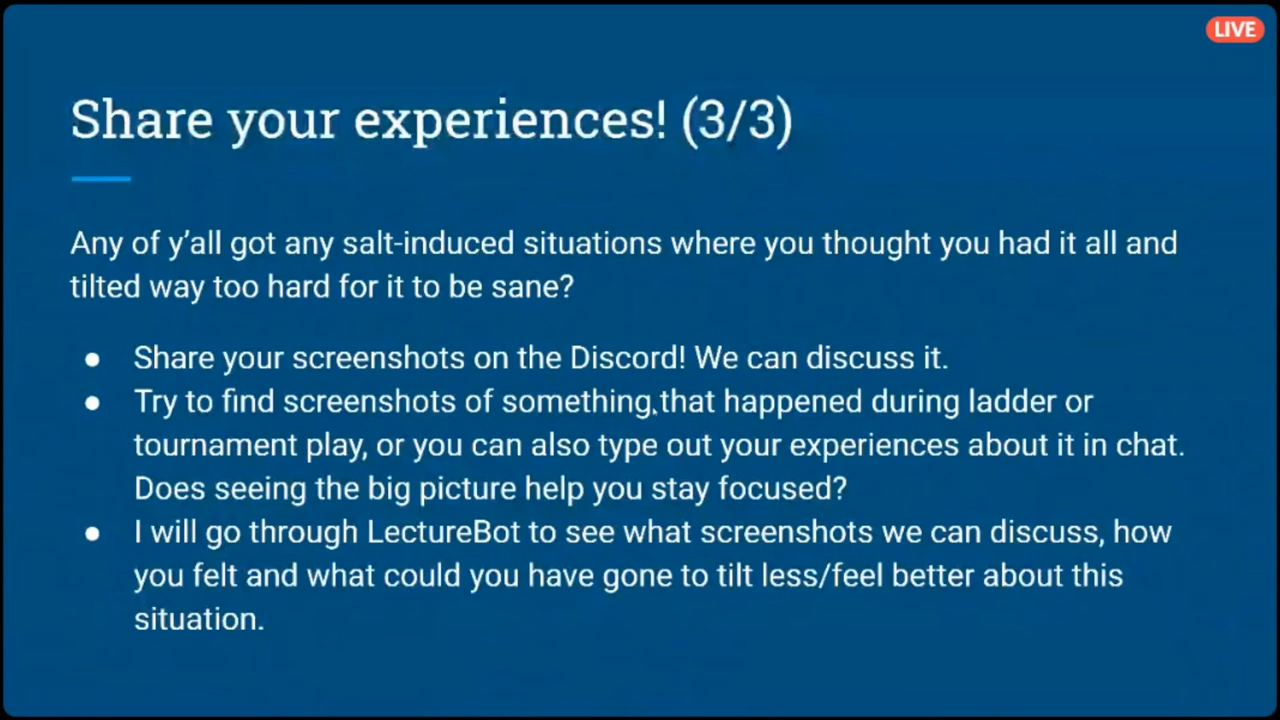 LIVE
Share your experiences! (3/3)
Any of y’all got any salt-induced situations where you thought you had it all and
tilted way too hard for it to be sane?
● Share your screenshots on the Discord! We can discuss it.
● Try to find screenshots of something that happened during ladder or
tournament play, or you can also type out your experiences about it in chat.
Does seeing the big picture help you stay focused?
● I will go through LectureBot to see what screenshots we can discuss, how
you felt and what could you have gone to tilt less/feel better about this
situation.